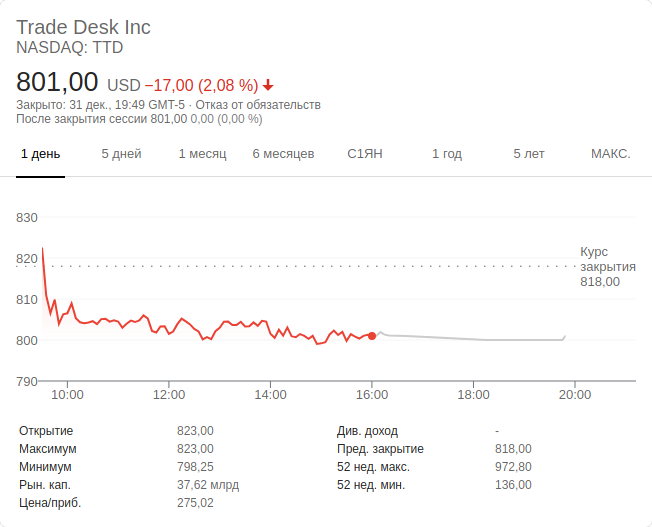 Trade Desk Inc
NASDAQ: TTD
801,00 USD −17,00 (2,08 %)
Закрыто: 31 дек., 19:49 GMT-5 · Отказ от обязательств
После закрытия сессии 801,00 0,00 (0,00 %)
1 день 5 дней 1 месяц 6 месяцев С1ЯН 1 год 5 лет МАКС.
830
820
810
800
790
Курс
закрытия
818,00
10:00 12:00 14:00 16:00 18:00 20:00
Открытие 823,00 Див. доход -
Максимум 823,00 Пред. закрытие 818,00
Минимум 798,25 52 нед. макс. 972,80
Рын. кап. 37,62 млрд 52 нед. мин. 136,00
Цена/приб. 275,02